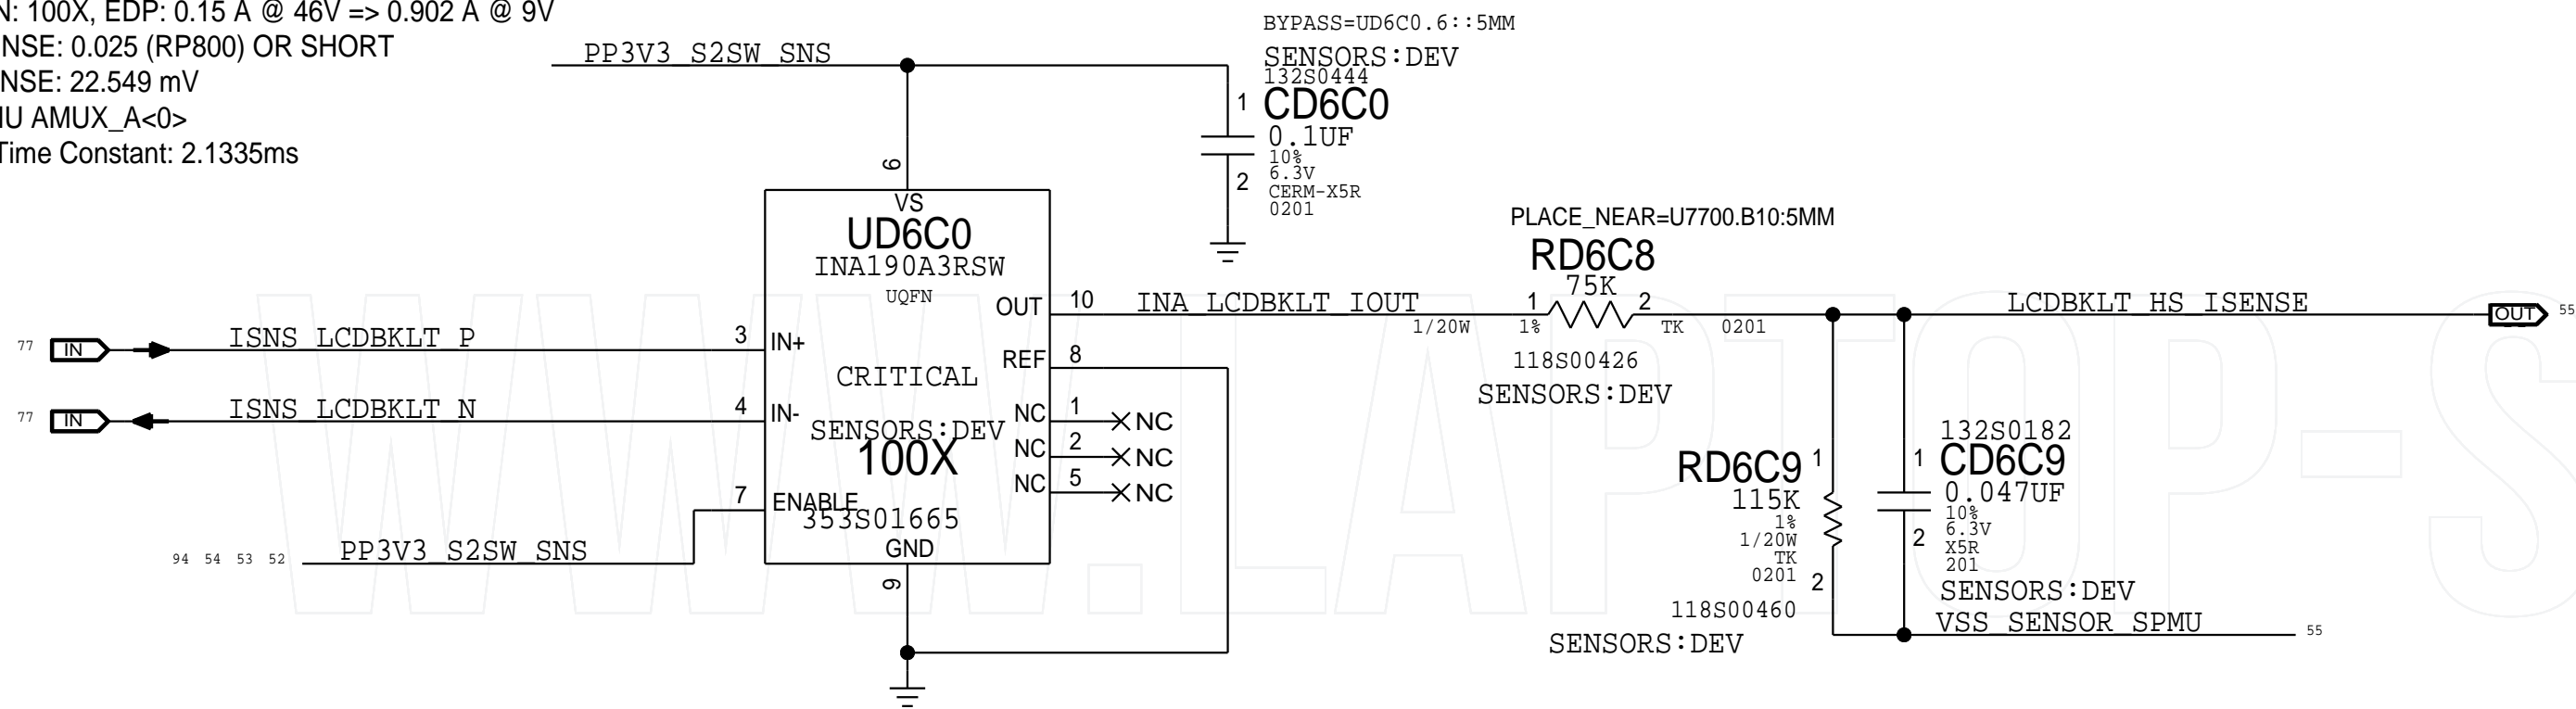 N: 100X, EDP: 0.15 A @ 46V => 0.902 A @ 9V
NSE: 0.025 (RP800) OR SHORT
NSE: 22.549 mV
IU AMUX_A<0>
Time Constant: 2.1335ms
PP3V3_S2SW_SNS
BYPASS=UD6C0.6::5MM
SENSORS:DEV
132S0444
1
CD6C0
0.1UF
10%
6.3V
2
CERM-X5R
0201
6
VS
UD6C0
INA190A3RSW
UQFN
OUT
10
INA_LCDBKLT_IOUT
PLACE_NEAR=U7700.B10:5MM
RD6C8
75K
1
2
1/20W
1%
TK
0201
118S00426
SENSORS:DEV
LCDBKLT_HS_ISENSE
OUT
55
77
IN
ISNS_LCDBKLT_P
3
IN+
REF
8
CRITICAL
77
IN
ISNS_LCDBKLT_N
4
IN-
NC
1
NC
SENSORS:DEV
100X
NC
2
NC
NC
5
NC
7
ENABLE
353S01665
GND
9
94 54 53 52
PP3V3_S2SW_SNS
RD6C9
1
115K
1%
1/20W
TK
0201
2
118S00460
SENSORS:DEV
132S0182
1
CD6C9
0.047UF
10%
6.3V
2
X5R
201
SENSORS:DEV
VSS_SENSOR_SPMU
55
WWW.LAPTOP-S